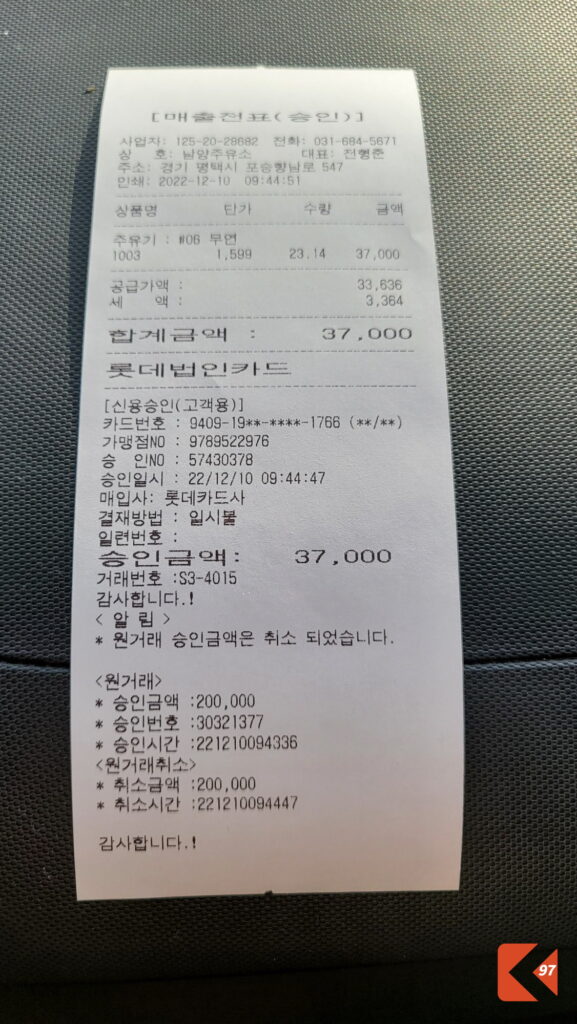 [매출전표(승인)]
사업자: 125-20-28682 전화: 031-684-5671
상 호: 남양주유소 대표: 전행준
주소: 경기 평택시 포승향남로 547
인쇄: 2022-12-10 09:44:51
상품명 단가 수량 금액
주유기 : #06 무연
1003 1,599 23.14 37,000
공급가액 : 33,636
세 액 : 3,364
합계금액 : 37,000
롯데법인카드
[신용승인(고객용)]
카드번호 : 9409-19**-****-1766 (**/**)
가맹점NO : 9789522976
승 인NO : 57430378
승인일시 : 22/12/10 09:44:47
매입사: 롯데카드사
결재방법 : 일시불
일련번호 :
승인금액: 37,000
거래번호 :S3-4015
감사합니다.!
< 알 림 >
* 원거래 승인금액은 취소 되었습니다.
<원거래>
* 승인금액 :200,000
* 승인번호 :30321377
* 승인시간 :221210094336
<원거래취소>
* 취소금액 :200,000
* 취소시간 :221210094447
감사합니다.!
97